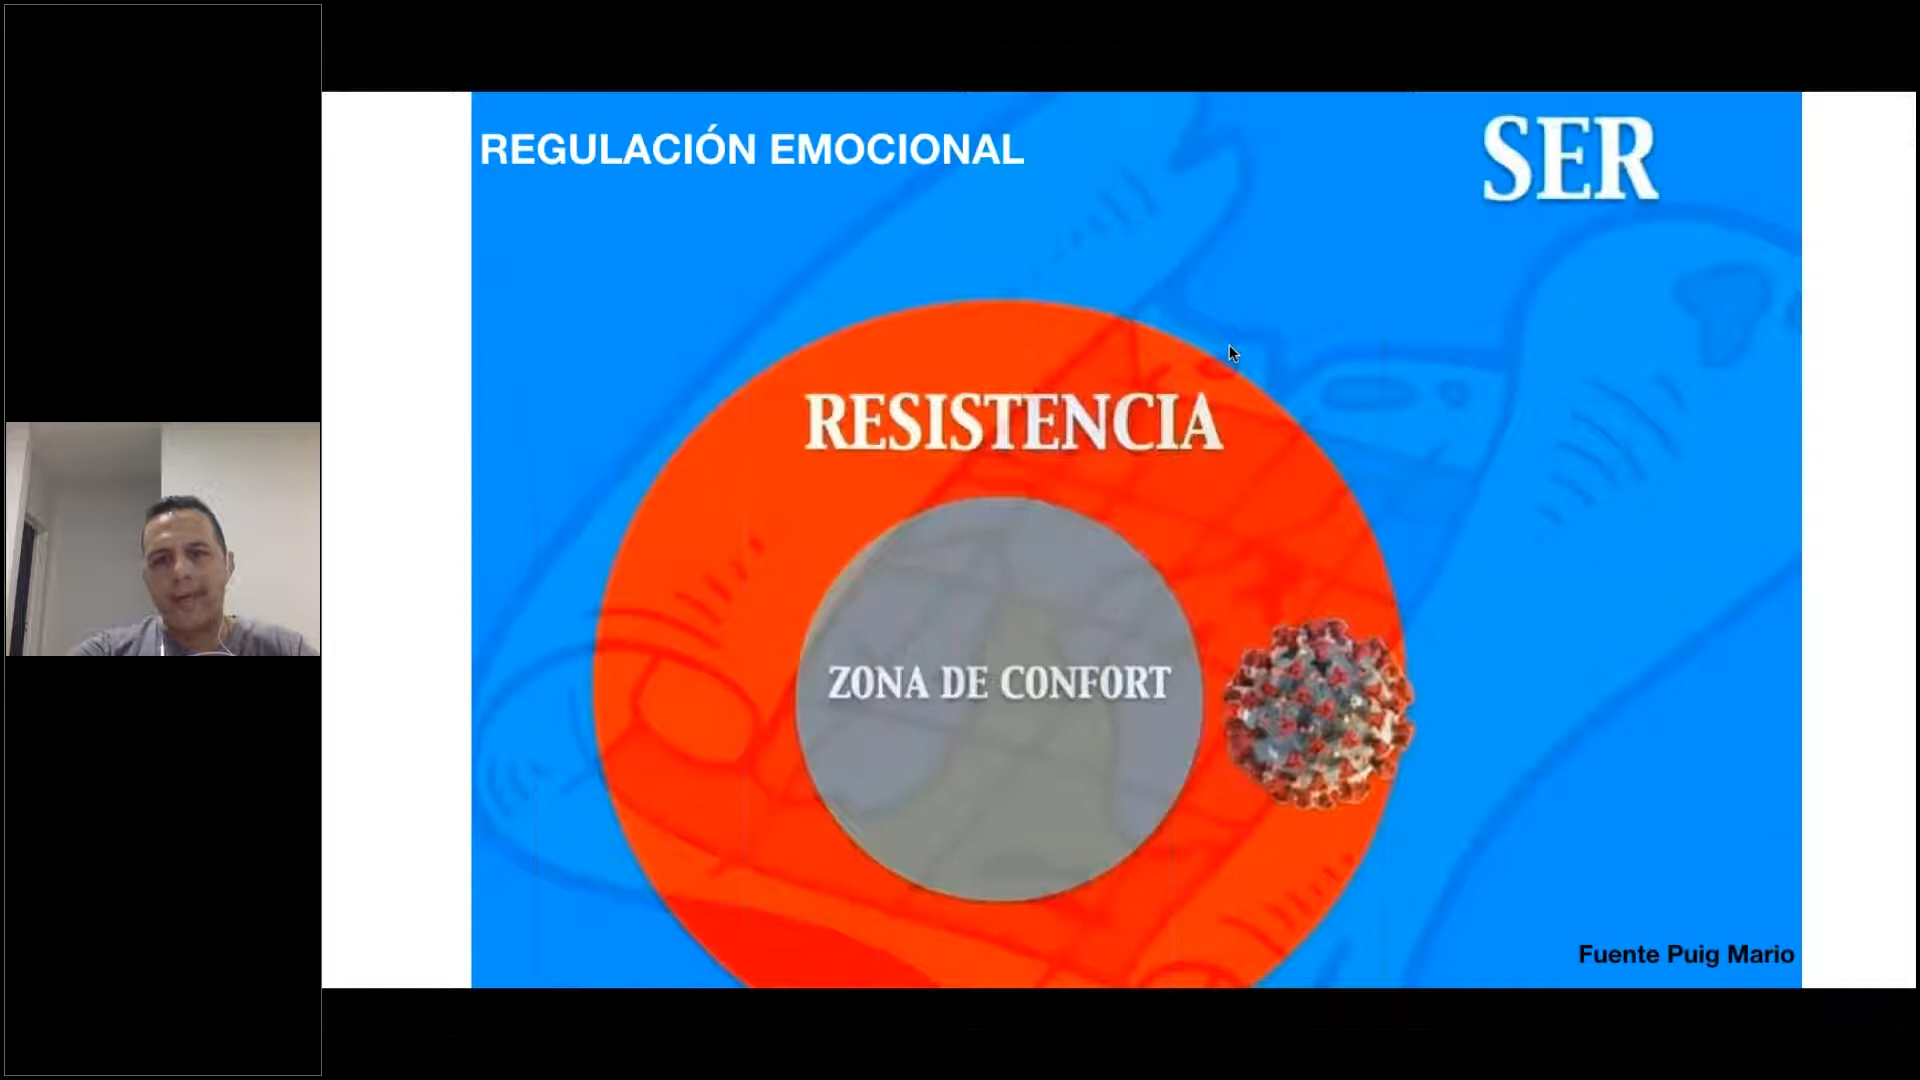 REGULACIÓN EMOCIONAL
SER
RESISTENCIA
ZONA DE CONFORT
Fuente Puig Mario